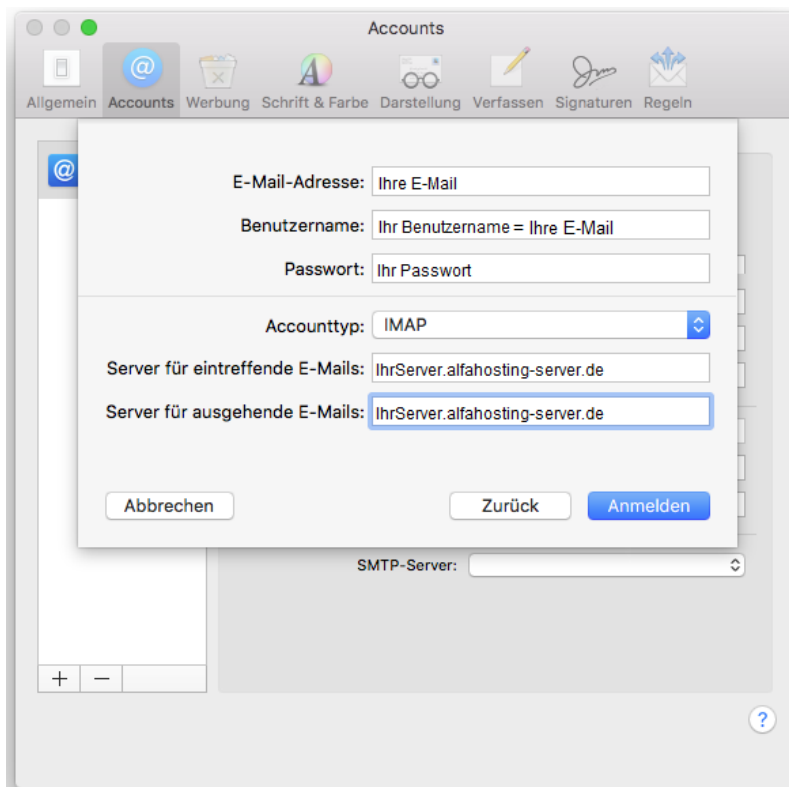 Accounts
Allgemein Accounts Werbung Schrift & Farbe Darstellung Verfassen Signaturen Regeln
E-Mail-Adresse: Ihre E-Mail
Benutzername: Ihr Benutzername = Ihre E-Mail
Passwort: Ihr Passwort
Accounttyp: IMAP
Server für eintreffende E-Mails: IhrServer.alfahosting-server.de
Server für ausgehende E-Mails: IhrServer.alfahosting-server.de
Abbrechen Zurück Anmelden
SMTP-Server:
+ −
?